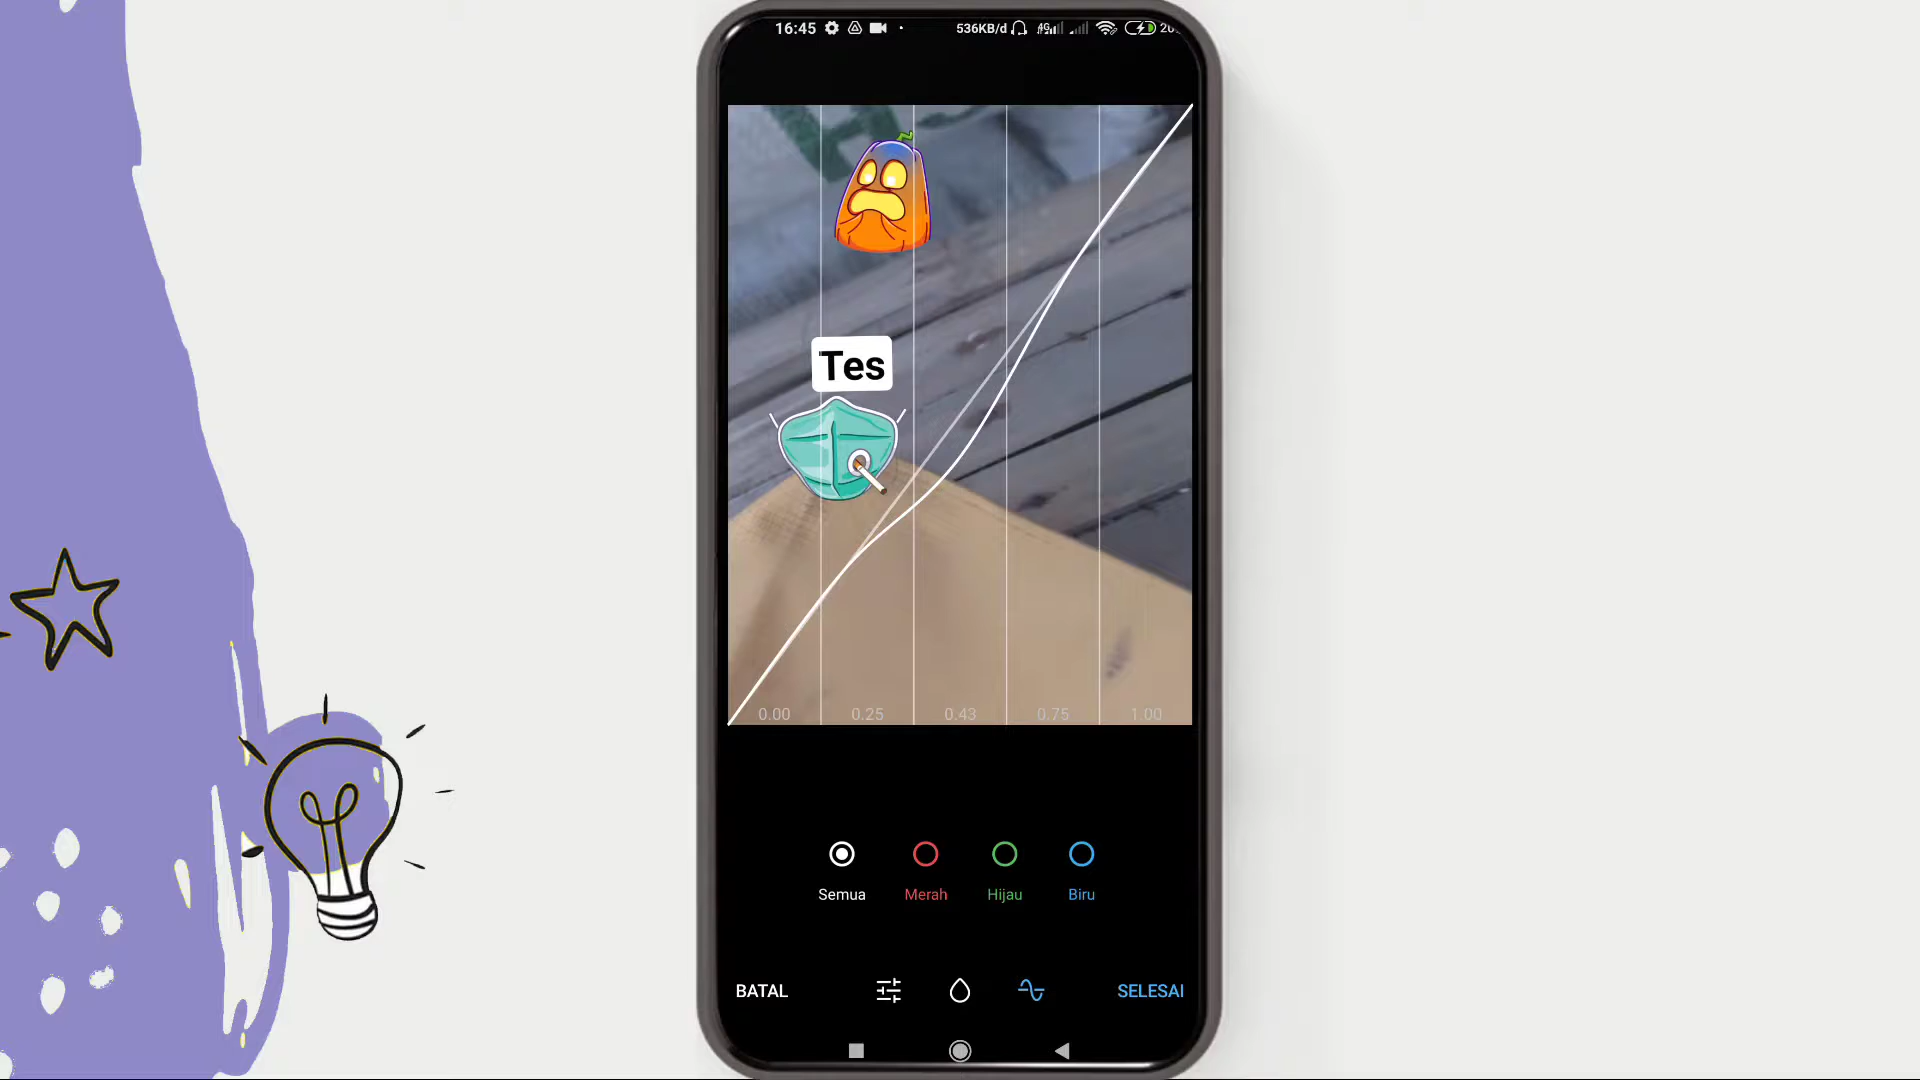 16:45 536KB/d 4G
Tes
0.00 0.25 0.43 0.75 1.00
Semua Merah Hijau Biru
BATAL SELESAI